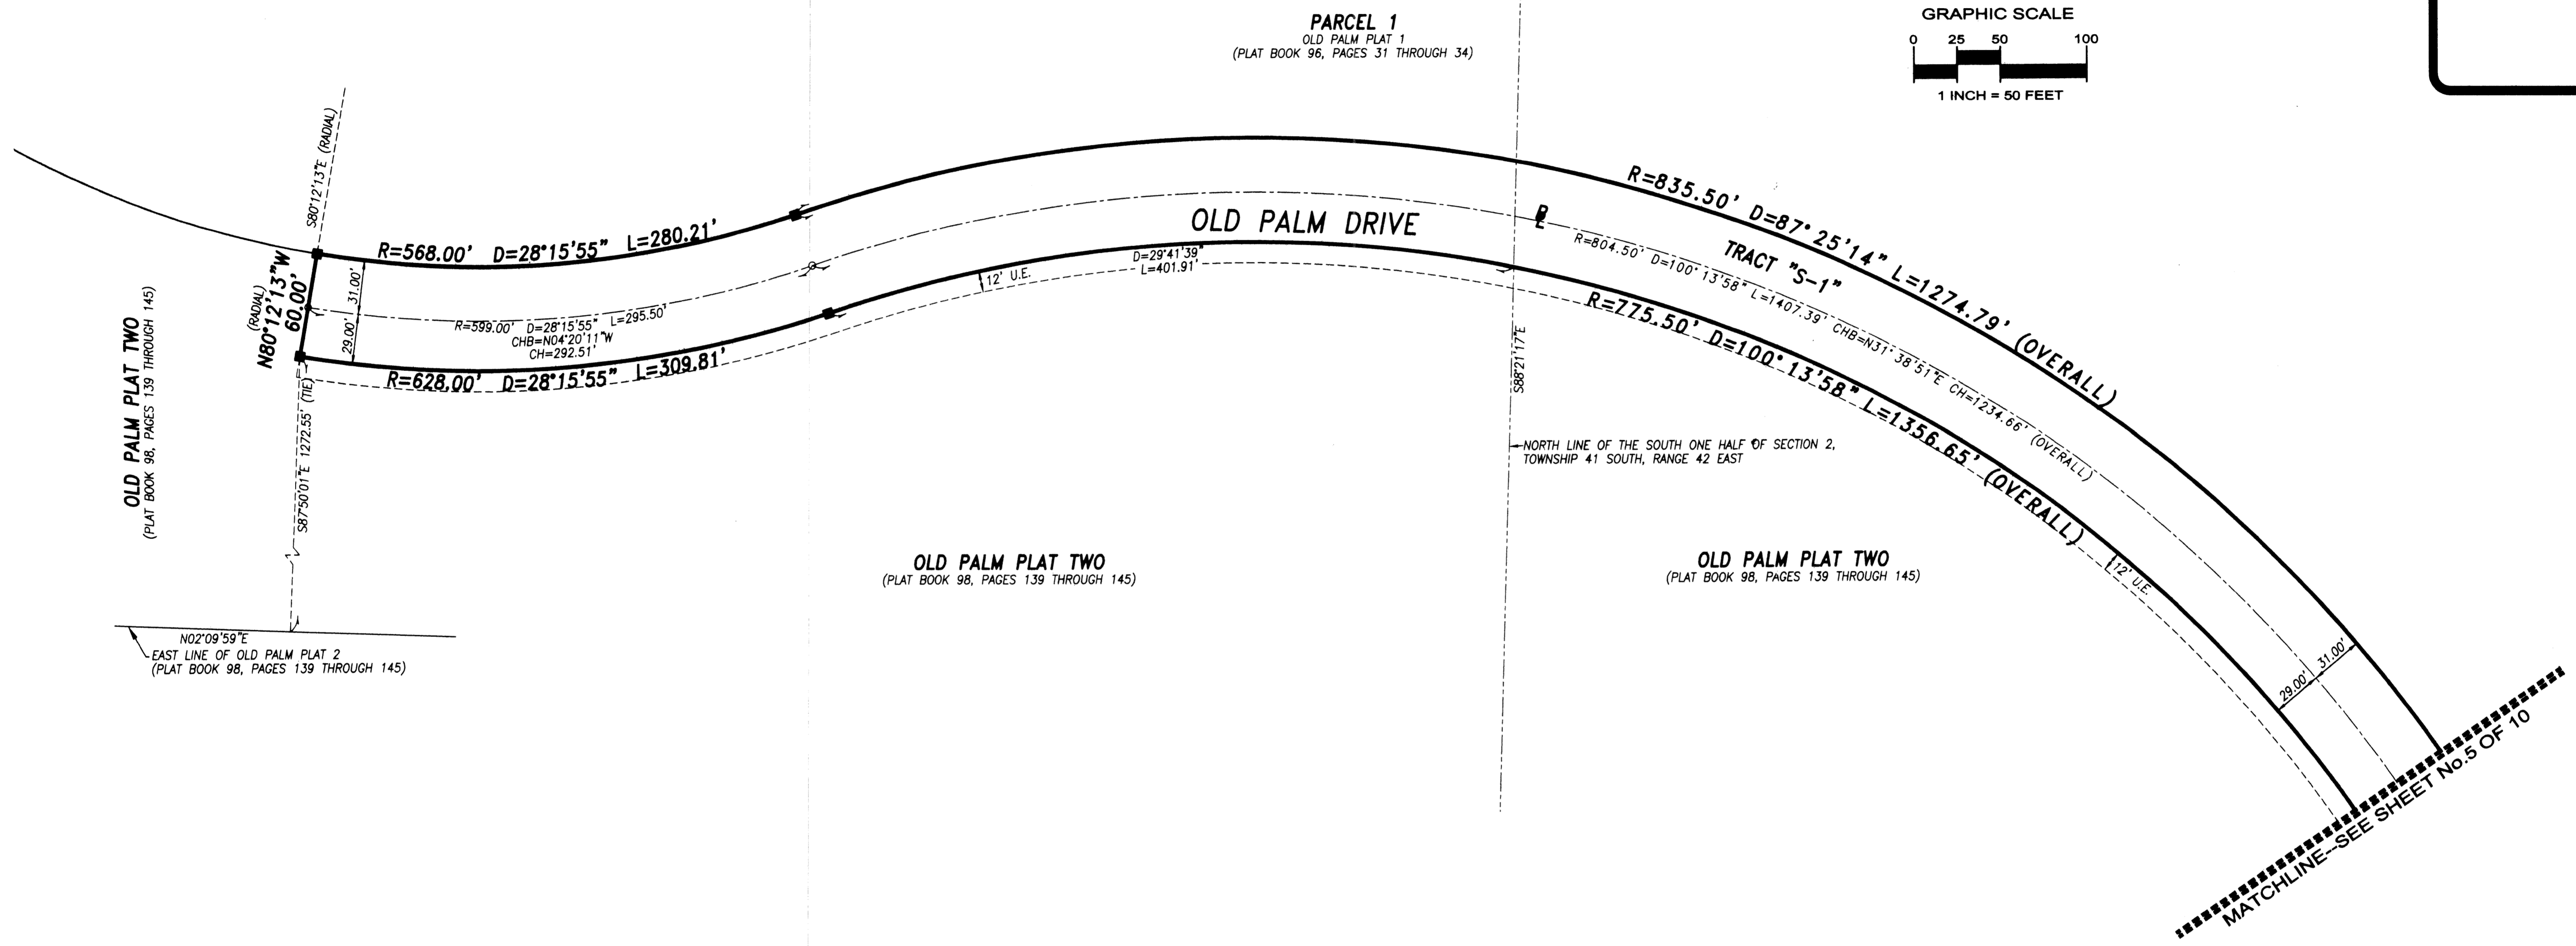 PARCEL 1
OLD PALM PLAT 1
(PLAT BOOK 96, PAGES 31 THROUGH 34)
GRAPHIC SCALE
0 25 50 100
1 INCH = 50 FEET
S80°12'13"E (RADIAL)
R=568.00' D=28°15'55" L=280.21'
N80°12'13"W
(RADIAL)
60.00'
31.00'
29.00'
R=599.00' D=28°15'55" L=295.50'
CHB=N04°20'11"W
CH=292.51'
R=628.00' D=28°15'55" L=309.81'
OLD PALM DRIVE
D=29°41'39"
L=401.91'
12' U.E.
R=835.50' D=87°25'14" L=1274.79' (OVERALL)
TRACT "S-1"
R=804.50' D=100°13'58" L=1407.39' CHB=N31°38'51"E CH=1234.66' (OVERALL)
R=775.50' D=100°13'58" L=1356.65' (OVERALL)
S88°21'17"E
NORTH LINE OF THE SOUTH ONE HALF OF SECTION 2,
TOWNSHIP 41 SOUTH, RANGE 42 EAST
OLD PALM PLAT TWO
(PLAT BOOK 98, PAGES 139 THROUGH 145)
S87°50'01"E 1272.55' (TIE)
OLD PALM PLAT TWO
(PLAT BOOK 98, PAGES 139 THROUGH 145)
OLD PALM PLAT TWO
(PLAT BOOK 98, PAGES 139 THROUGH 145)
12' U.E.
29.00'
31.00'
N02°09'59"E
EAST LINE OF OLD PALM PLAT 2
(PLAT BOOK 98, PAGES 139 THROUGH 145)
MATCHLINE--SEE SHEET No.5 OF 10